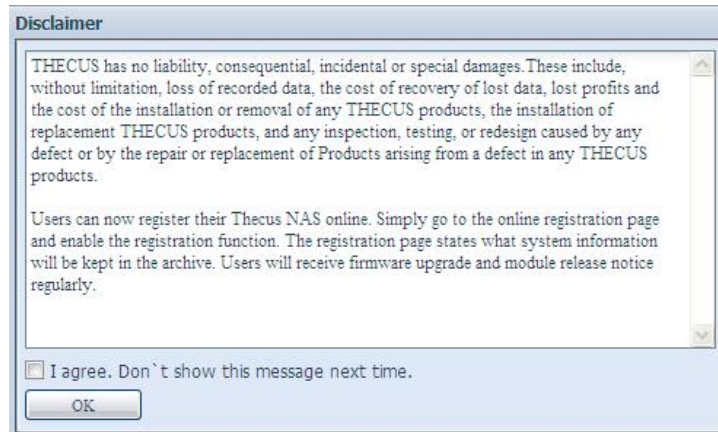 Disclaimer
THECUS has no liability, consequential, incidental or special damages.These include,
without limitation, loss of recorded data, the cost of recovery of lost data, lost profits and
the cost of the installation or removal of any THECUS products, the installation of
replacement THECUS products, and any inspection, testing, or redesign caused by any
defect or by the repair or replacement of Products arising from a defect in any THECUS
products.
Users can now register their Thecus NAS online. Simply go to the online registration page
and enable the registration function. The registration page states what system information
will be kept in the archive. Users will receive firmware upgrade and module release notice
regularly.
I agree. Don`t show this message next time.
OK